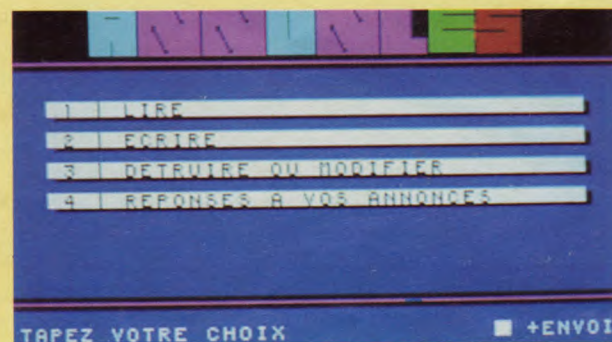 1 LIRE
2 ECRIRE
3 DETRUIRE OU MODIFIER
4 REPONSES A VOS ANNONCES
TAPEZ VOTRE CHOIX ■ +ENVOI